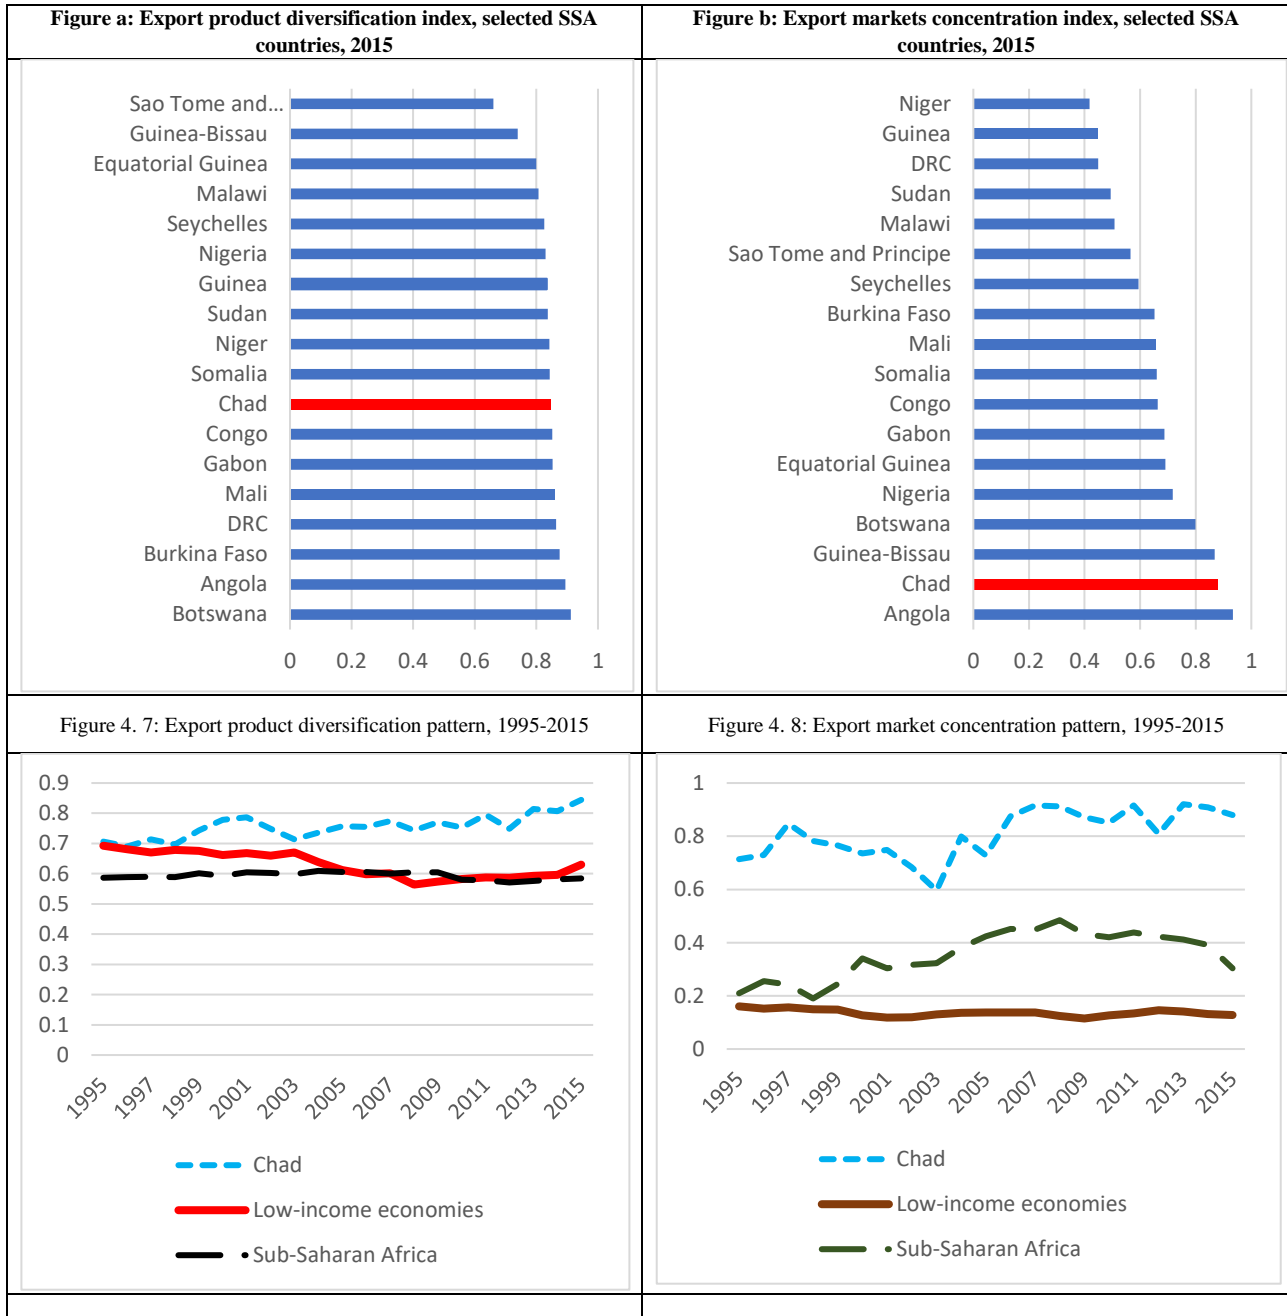 Figure a: Export product diversification index, selected SSA
countries, 2015
Figure b: Export markets concentration index, selected SSA
countries, 2015
Sao Tome and...
Guinea-Bissau
Equatorial Guinea
Malawi
Seychelles
Nigeria
Guinea
Sudan
Niger
Somalia
Chad
Congo
Gabon
Mali
DRC
Burkina Faso
Angola
Botswana
0 0.2 0.4 0.6 0.8 1
Niger
Guinea
DRC
Sudan
Malawi
Sao Tome and Principe
Seychelles
Burkina Faso
Mali
Somalia
Congo
Gabon
Equatorial Guinea
Nigeria
Botswana
Guinea-Bissau
Chad
Angola
0 0.2 0.4 0.6 0.8 1
Figure 4. 7: Export product diversification pattern, 1995-2015
Figure 4. 8: Export market concentration pattern, 1995-2015
0.9
0.8
0.7
0.6
0.5
0.4
0.3
0.2
0.1
0
1995 1997 1999 2001 2003 2005 2007 2009 2011 2013 2015
Chad
Low-income economies
Sub-Saharan Africa
1
0.8
0.6
0.4
0.2
0
1995 1997 1999 2001 2003 2005 2007 2009 2011 2013 2015
Chad
Low-income economies
Sub-Saharan Africa